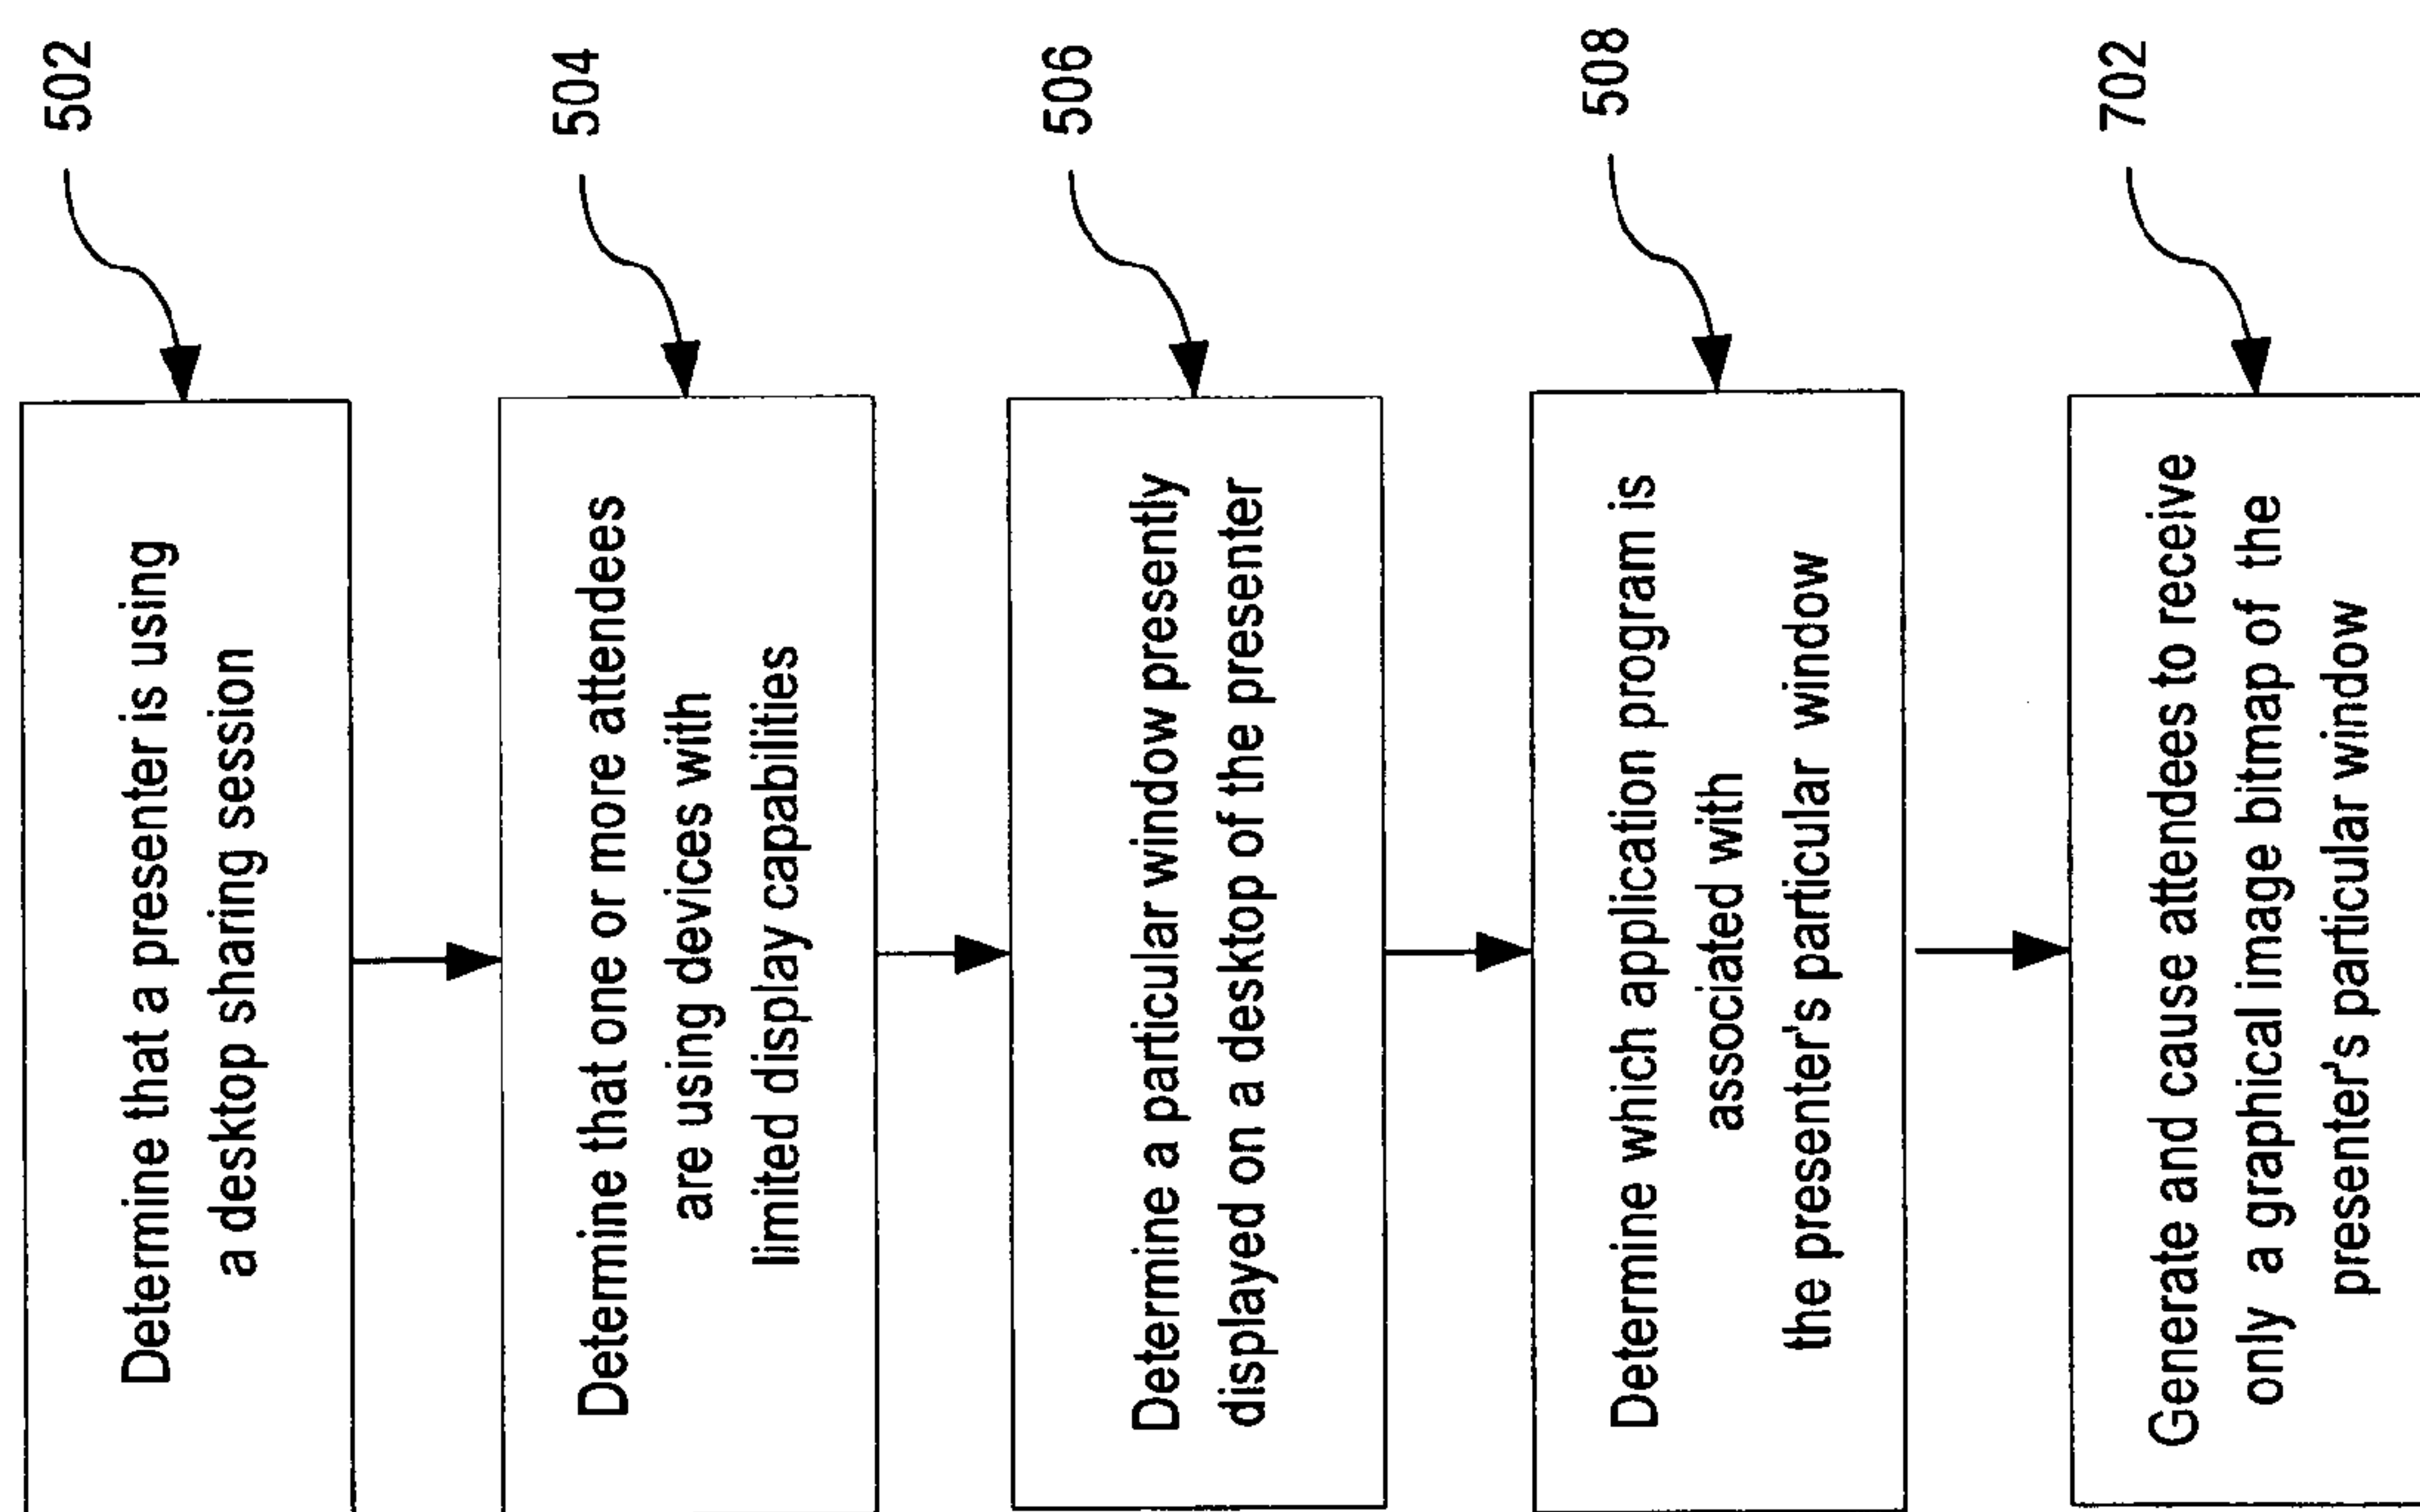 Determine that a presenter is using
a desktop sharing session
502
Determine that one or more attendees
are using devices with
limited display capabilities
504
Determine a particular window presently
displayed on a desktop of the presenter
506
Determine which application program is
associated with
the presenter's particular window
508
Generate and cause attendees to receive
only a graphical image bitmap of the
presenter's particular window
702